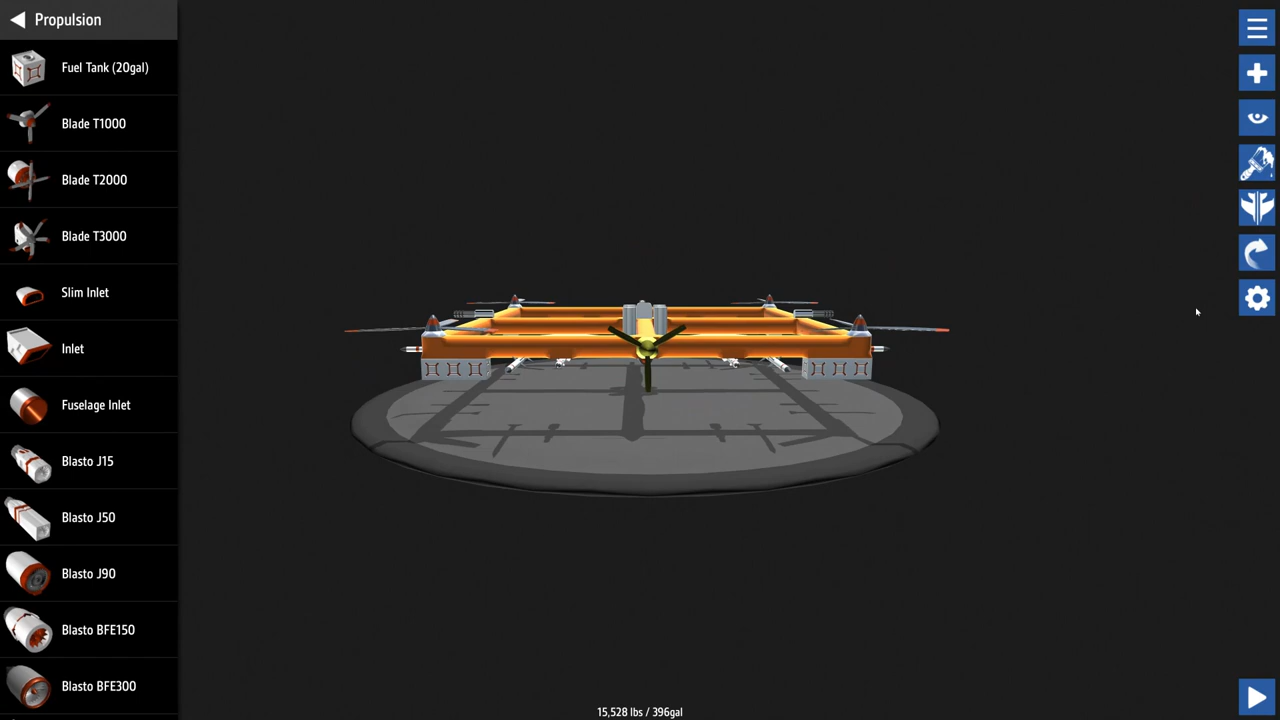 Propulsion
Fuel Tank (20gal)
Blade T1000
Blade T2000
Blade T3000
Slim Inlet
Inlet
Fuselage Inlet
Blasto J15
Blasto J50
Blasto J90
Blasto BFE150
Blasto BFE300
15,528 lbs / 396gal